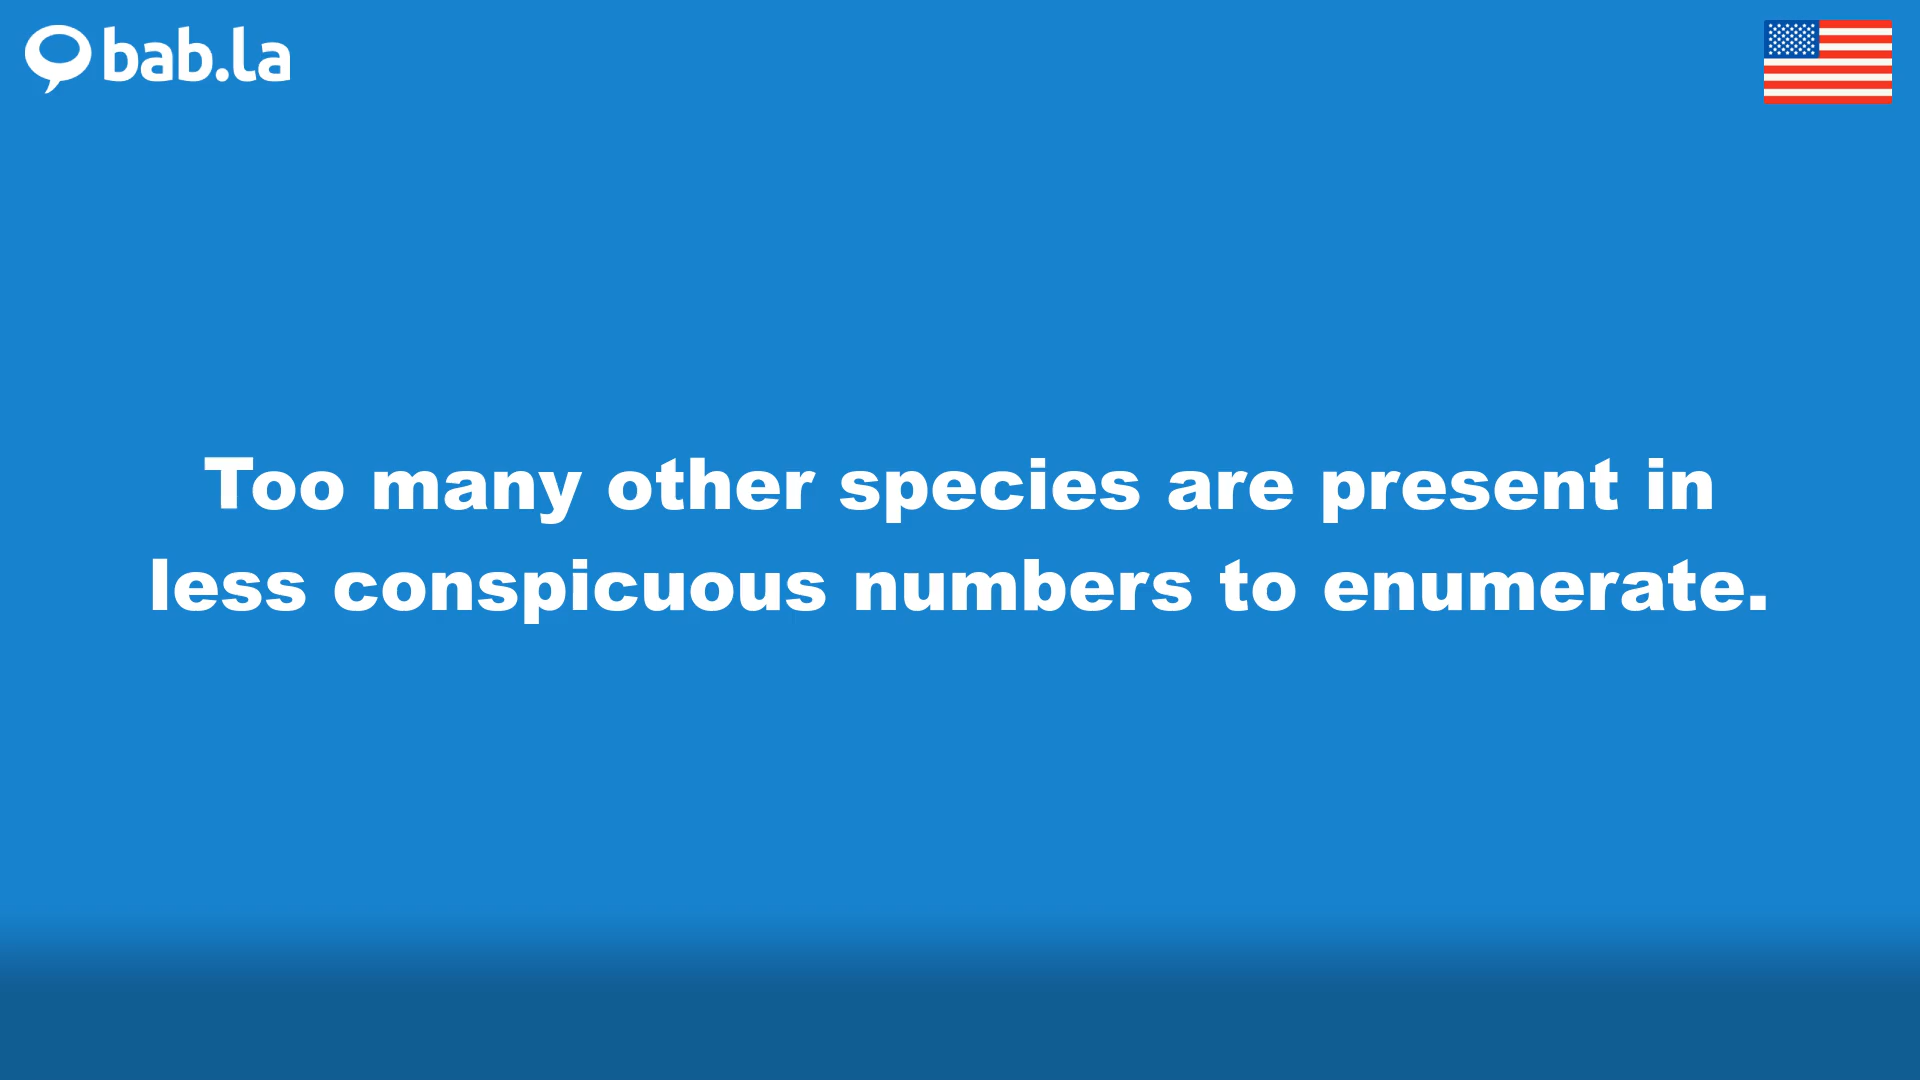 bab.la
Too many other species are present in
less conspicuous numbers to enumerate.